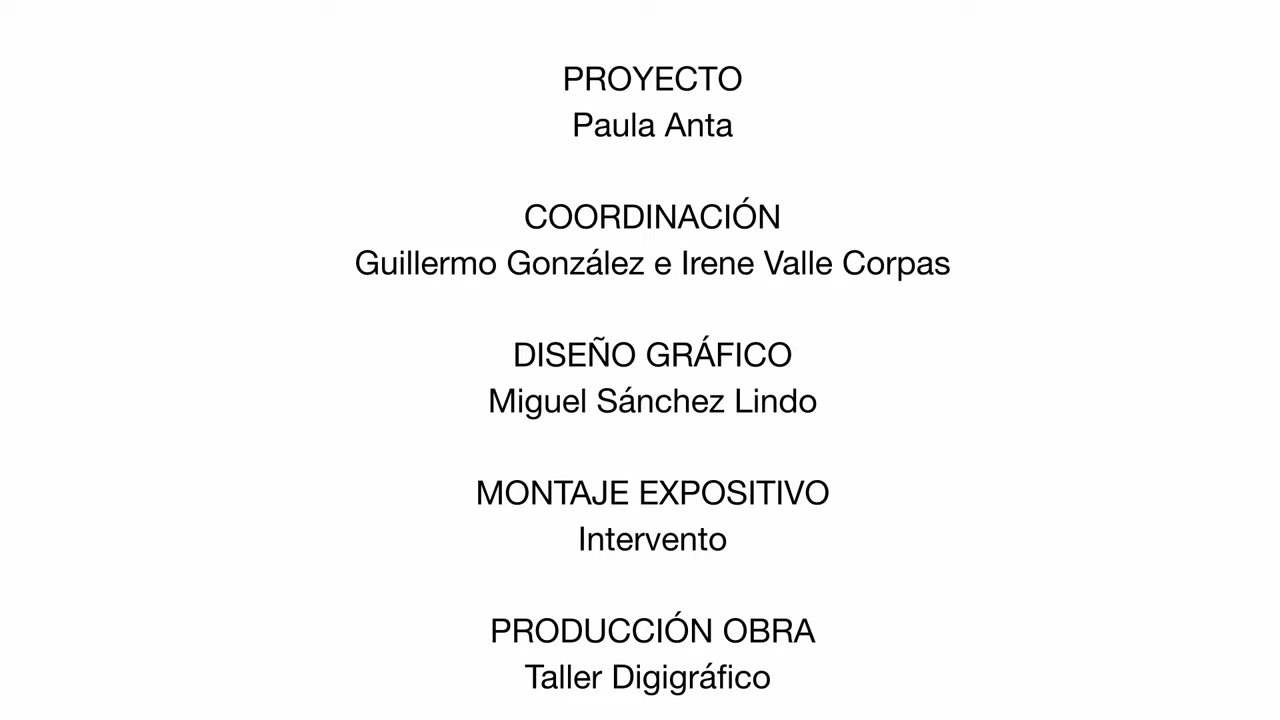 PROYECTO
Paula Anta
COORDINACIÓN
Guillermo González e Irene Valle Corpas
DISEÑO GRÁFICO
Miguel Sánchez Lindo
MONTAJE EXPOSITIVO
Intervento
PRODUCCIÓN OBRA
Taller Digigráfico